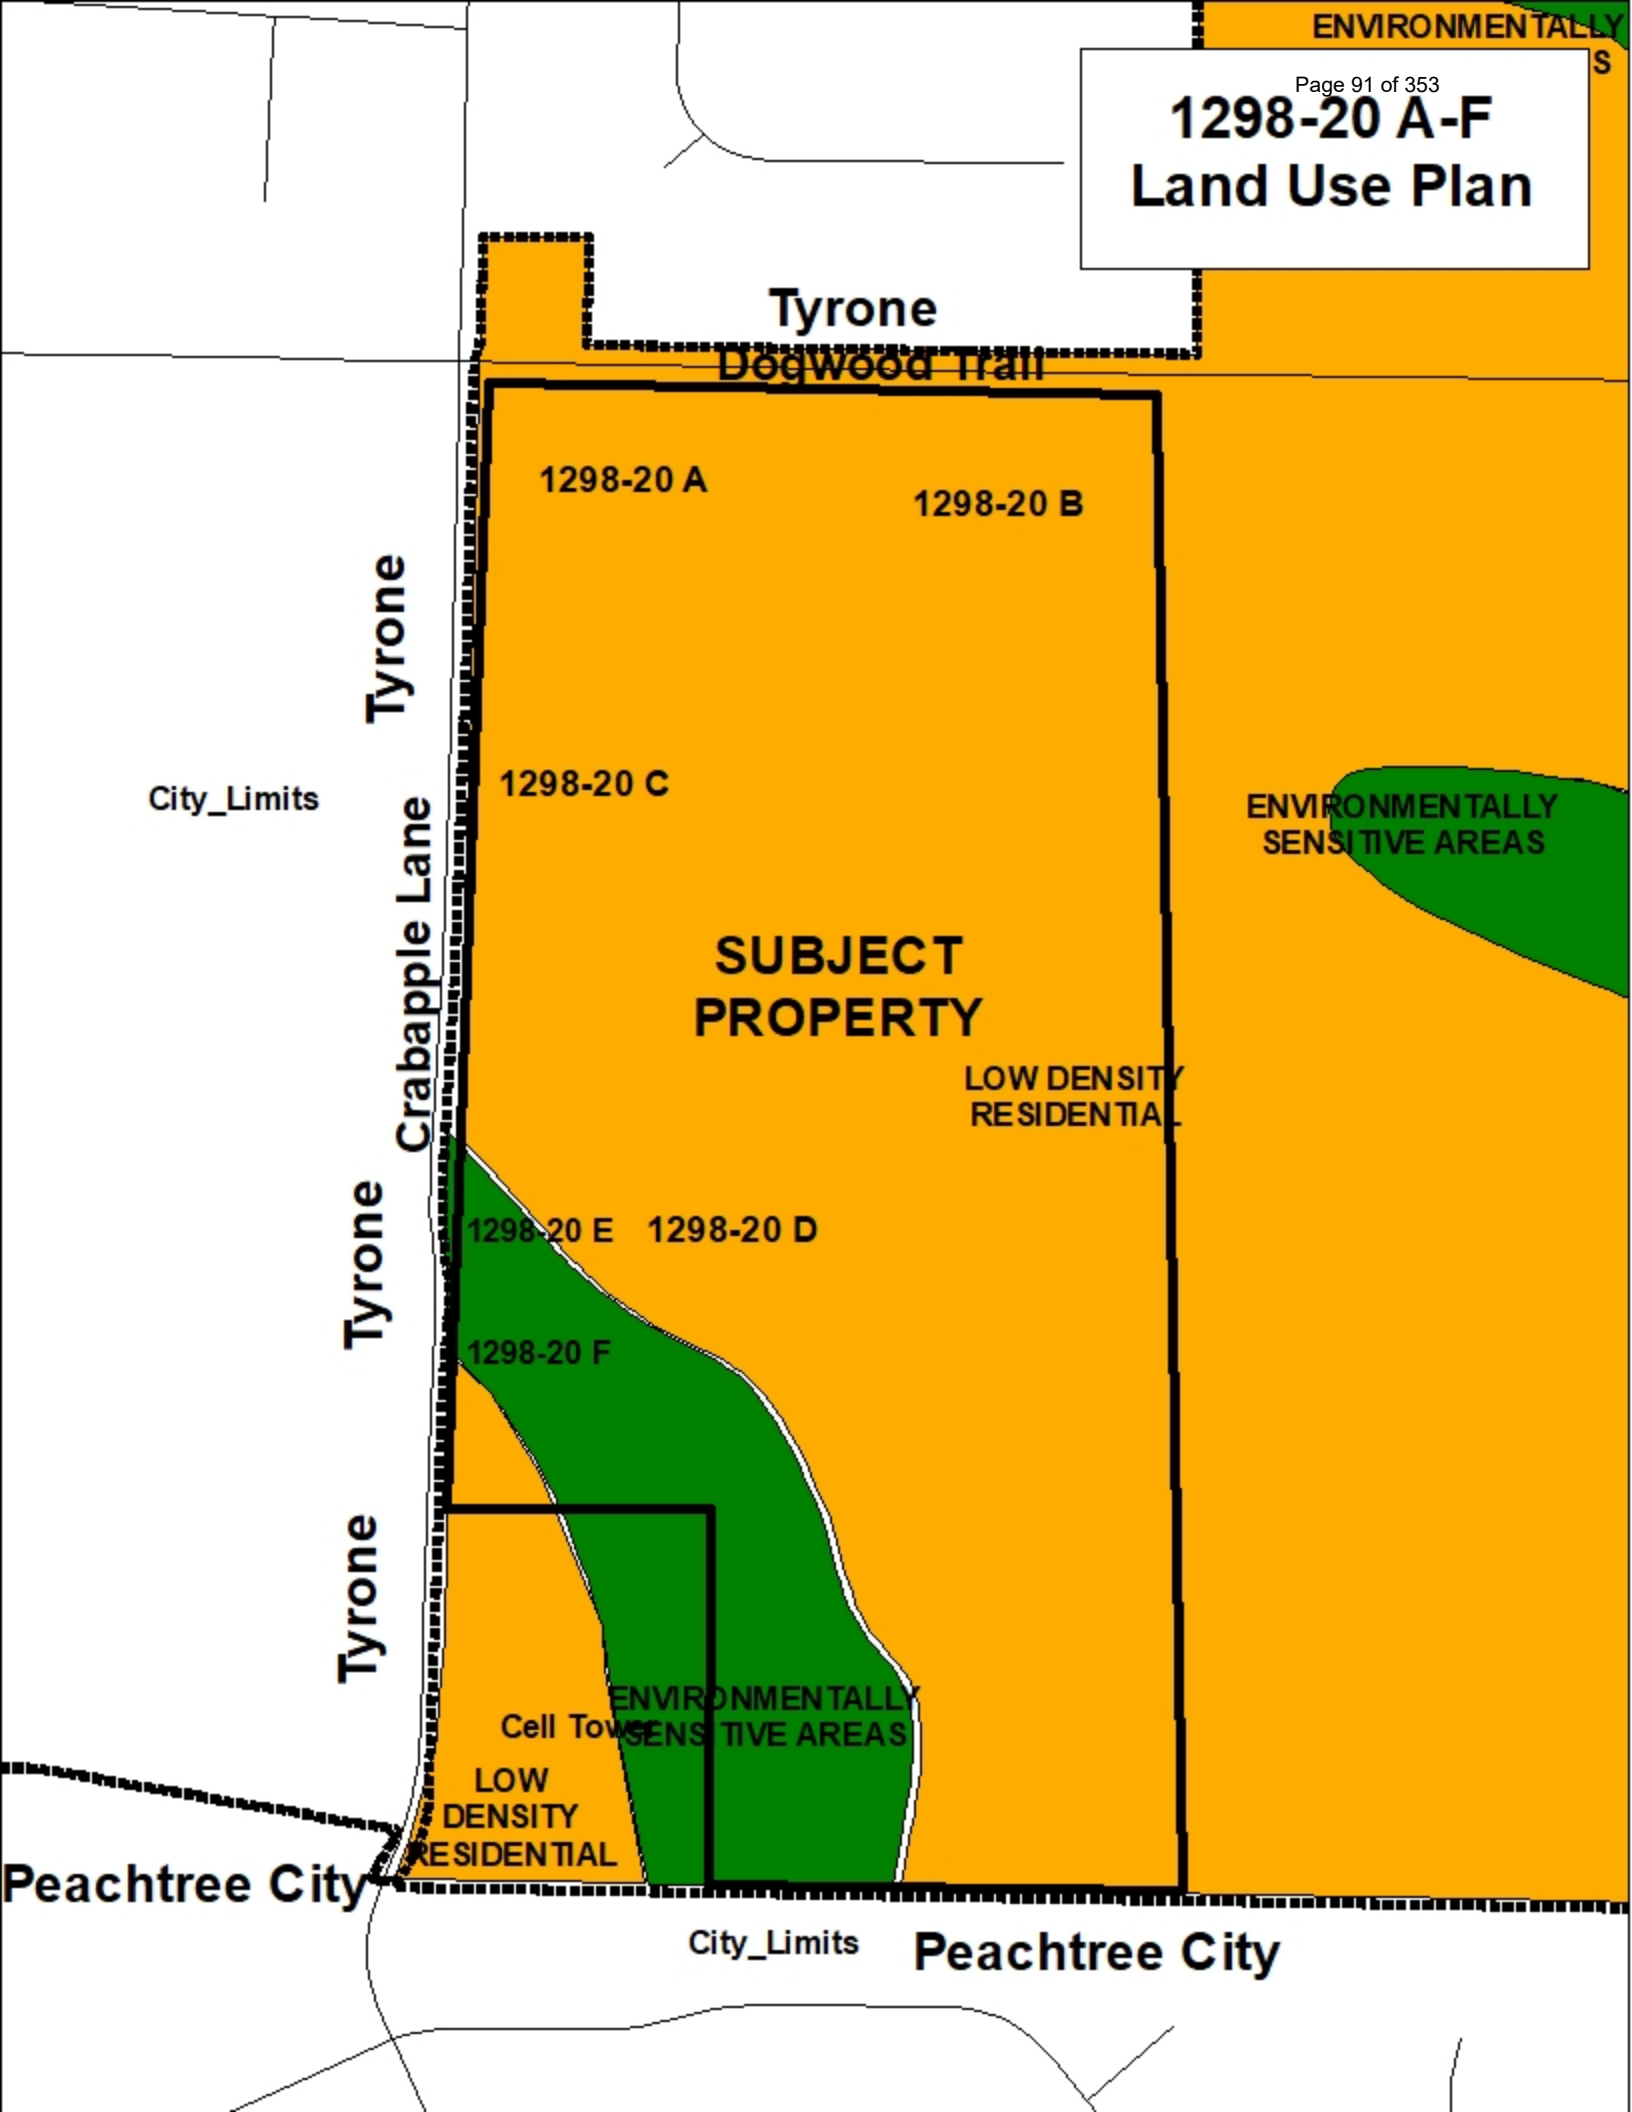 ENVIRONMENTALLY
S
Page 91 of 353
1298-20 A-F
Land Use Plan
Tyrone
Dogwood Trail
1298-20 A
1298-20 B
Tyrone
1298-20 C
City_Limits
ENVIRONMENTALLY
SENSITIVE AREAS
Crabapple Lane
SUBJECT
PROPERTY
LOW DENSITY
RESIDENTIAL
Tyrone
1298-20 E
1298-20 D
1298-20 F
Tyrone
ENVIRONMENTALLY
SENSITIVE AREAS
Cell Tower
LOW
DENSITY
RESIDENTIAL
Peachtree City
City_Limits
Peachtree City